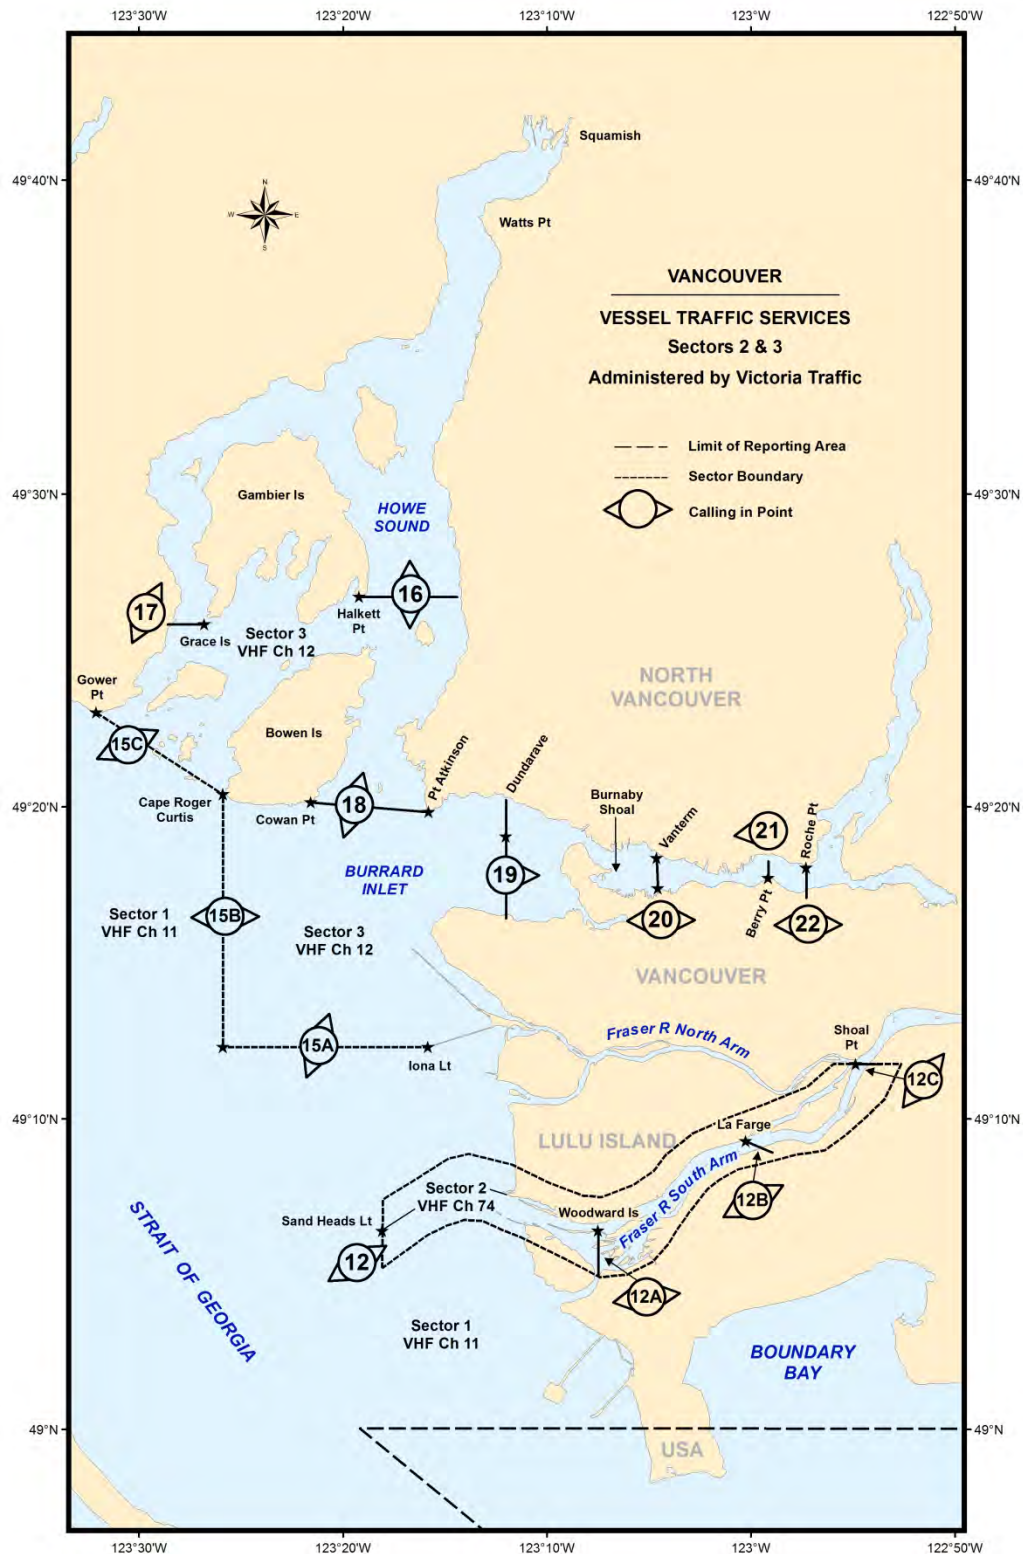 123°30'W
123°20'W
123°10'W
123°W
122°50'W
Squamish
49°40'N
49°40'N
N
W
E
S
Watts Pt
VANCOUVER
VESSEL TRAFFIC SERVICES
Sectors 2 & 3
Administered by Victoria Traffic
Limit of Reporting Area
Sector Boundary
Calling in Point
49°30'N
49°30'N
Gambier Is
HOWE
SOUND
16
17
Halkett
Pt
Grace Is
Sector 3
VHF Ch 12
Gower
Pt
NORTH
VANCOUVER
15C
Bowen Is
Pt Atkinson
Dundarave
Burnaby
Shoal
Vanterm
21
Roche Pt
49°20'N
49°20'N
Cape Roger
Curtis
Cowan Pt
18
BURRARD
INLET
19
Berry Pt
Sector 1
VHF Ch 11
15B
Sector 3
VHF Ch 12
20
22
VANCOUVER
Fraser R North Arm
Shoal
Pt
15A
Iona Lt
12C
49°10'N
49°10'N
LULU ISLAND
La Farge
Fraser R South Arm
Sector 2
VHF Ch 74
12B
Sand Heads Lt
Woodward Is
STRAIT OF GEORGIA
12
12A
Sector 1
VHF Ch 11
BOUNDARY
BAY
49°N
49°N
USA
123°30'W
123°20'W
123°10'W
123°W
122°50'W